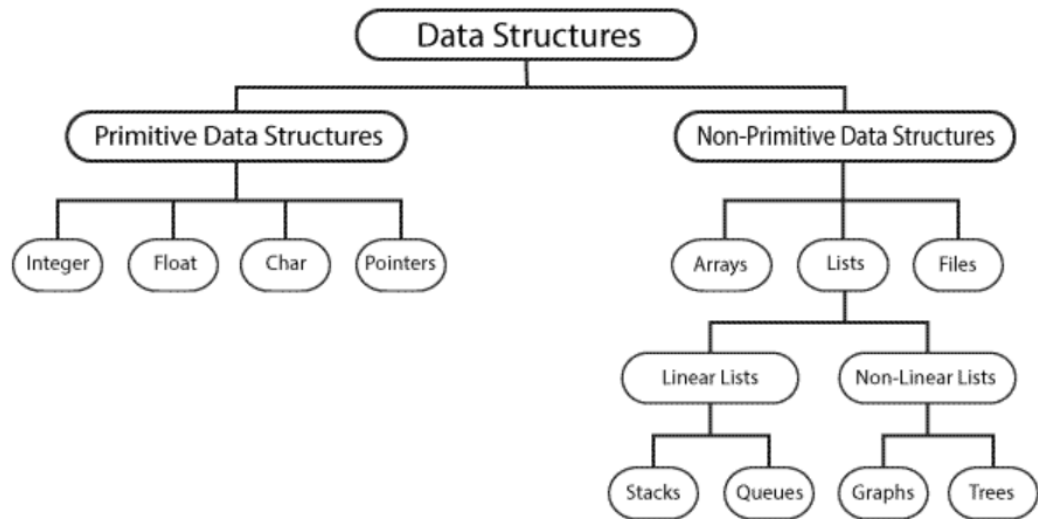 Data Structures
Primitive Data Structures
Non-Primitive Data Structures
Integer
Float
Char
Pointers
Arrays
Lists
Files
Linear Lists
Non-Linear Lists
Stacks
Queues
Graphs
Trees